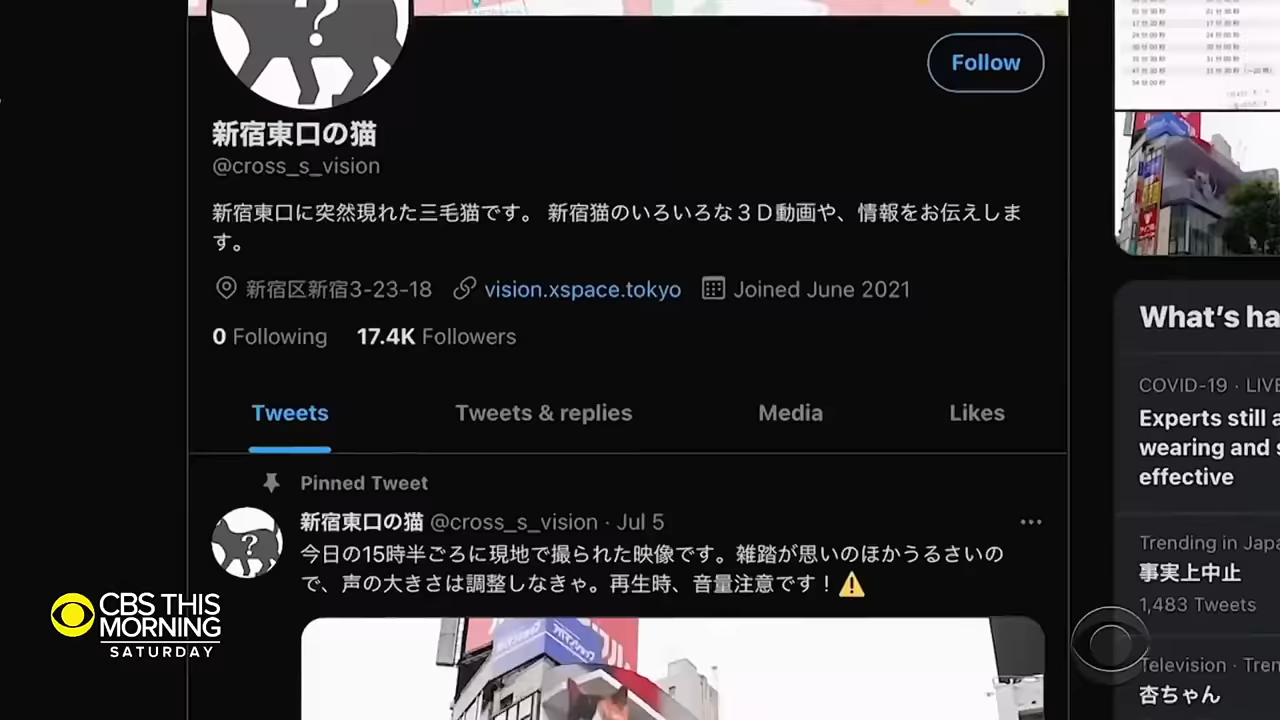 ?
Follow
新宿東口の猫
@cross_s_vision
新宿東口に突然現れた三毛猫です。 新宿猫のいろいろな３Ｄ動画や、情報をお伝えしま
す。
新宿区新宿3-23-18 vision.xspace.tokyo Joined June 2021
0 Following 17.4K Followers
Tweets Tweets & replies Media Likes
Pinned Tweet
新宿東口の猫 @cross_s_vision · Jul 5
?
今日の15時半ごろに現地で撮られた映像です。雑踏が思いのほかうるさいの
で、声の大きさは調整しなきゃ。再生時、音量注意です！
What's ha
COVID-19 · LIVE
Experts still a
wearing and s
effective
Trending in Japa
事実上中止
1,483 Tweets
Television · Tren
杏ちゃん
CBS THIS
MORNING
SATURDAY